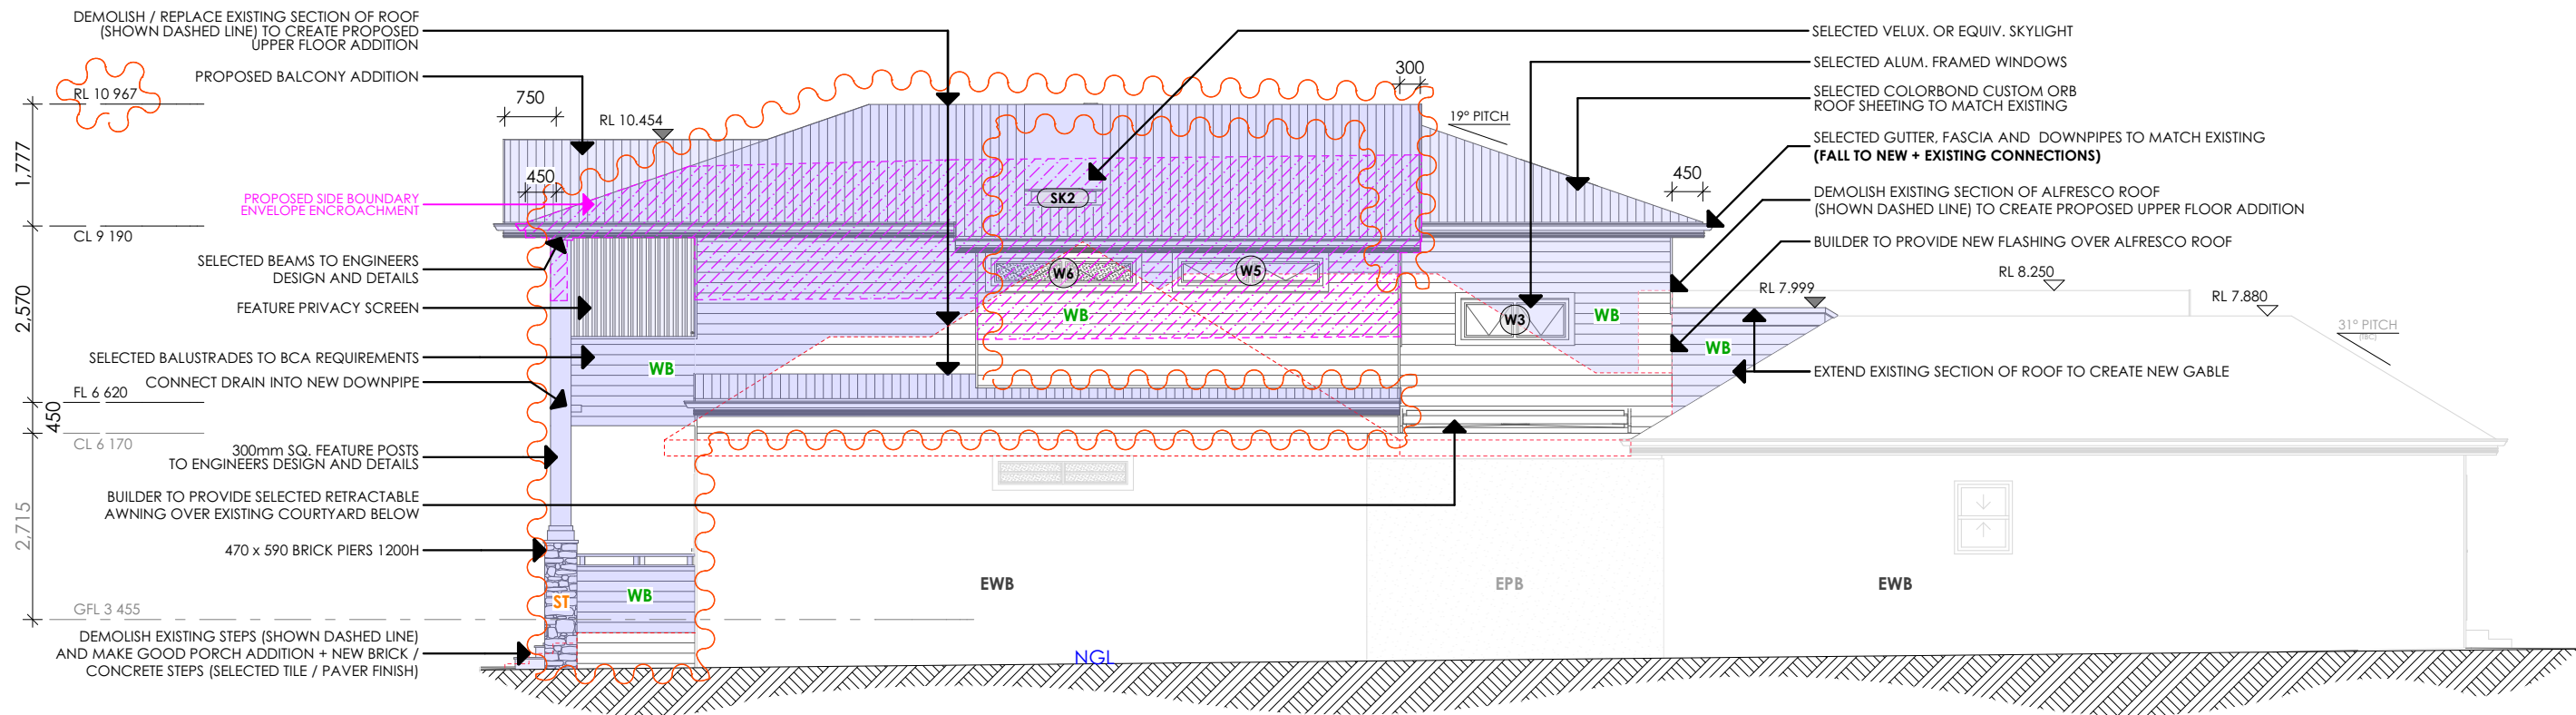 DEMOLISH / REPLACE EXISTING SECTION OF ROOF
(SHOWN DASHED LINE) TO CREATE PROPOSED
UPPER FLOOR ADDITION
PROPOSED BALCONY ADDITION
RL 10 967
750
RL 10.454
450
PROPOSED SIDE BOUNDARY
ENVELOPE ENCROACHMENT
1,777
CL 9 190
SELECTED BEAMS TO ENGINEERS
DESIGN AND DETAILS
FEATURE PRIVACY SCREEN
2,570
SELECTED BALUSTRADES TO BCA REQUIREMENTS
CONNECT DRAIN INTO NEW DOWNPIPE
FL 6 620
450
CL 6 170
300mm SQ. FEATURE POSTS
TO ENGINEERS DESIGN AND DETAILS
BUILDER TO PROVIDE SELECTED RETRACTABLE
AWNING OVER EXISTING COURTYARD BELOW
2,715
470 x 590 BRICK PIERS 1200H
GFL 3 455
DEMOLISH EXISTING STEPS (SHOWN DASHED LINE)
AND MAKE GOOD PORCH ADDITION + NEW BRICK /
CONCRETE STEPS (SELECTED TILE / PAVER FINISH)
300
19° PITCH
450
SK2
W6
W5
W3
WB
WB
WB
WB
WB
ST
EWB
EPB
EWB
NGL
SELECTED VELUX. OR EQUIV. SKYLIGHT
SELECTED ALUM. FRAMED WINDOWS
SELECTED COLORBOND CUSTOM ORB
ROOF SHEETING TO MATCH EXISTING
SELECTED GUTTER, FASCIA AND DOWNPIPES TO MATCH EXISTING
(FALL TO NEW + EXISTING CONNECTIONS)
DEMOLISH EXISTING SECTION OF ALFRESCO ROOF
(SHOWN DASHED LINE) TO CREATE PROPOSED UPPER FLOOR ADDITION
BUILDER TO PROVIDE NEW FLASHING OVER ALFRESCO ROOF
RL 8.250
RL 7.999
RL 7.880
31° PITCH
(TBC)
EXTEND EXISTING SECTION OF ROOF TO CREATE NEW GABLE